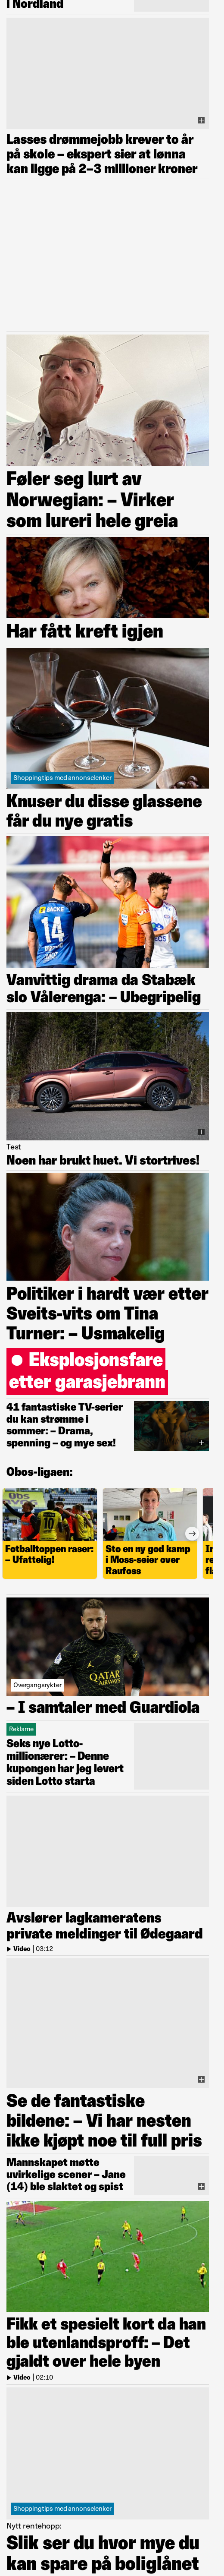 i Nordland
Lasses drømmejobb krever to år
på skole – ekspert sier at lønna
kan ligge på 2–3 millioner kroner
Føler seg lurt av
Norwegian: – Virker
som lureri hele greia
Har fått kreft igjen
Shoppingtips med annonselenker
Knuser du disse glassene
får du nye gratis
BACKE
14
Vanvittig drama da Stabæk
slo Vålerenga: – Ubegripelig
Test
Noen har brukt huet. Vi stortrives!
Politiker i hardt vær etter
Sveits-vits om Tina
Turner: – Usmakelig
Eksplosjonsfare
etter garasjebrann
41 fantastiske TV-serier
du kan strømme i
sommer: – Drama,
spenning – og mye sex!
Obos-ligaen:
Obs
10
Fotballtoppen raser:
– Ufattelig!
Sto en ny god kamp
i Moss-seier over
Raufoss
QATAR
AIRWAYS
Overgangsrykter
– I samtaler med Guardiola
Reklame
Seks nye Lotto-
millionærer: – Denne
kupongen har jeg levert
siden Lotto starta
Avslører lagkameratens
private meldinger til Ødegaard
Video | 03:12
Se de fantastiske
bildene: – Vi har nesten
ikke kjøpt noe til full pris
Mannskapet møtte
uvirkelige scener – Jane
(14) ble slaktet og spist
Fikk et spesielt kort da han
ble utenlandsproff: – Det
gjaldt over hele byen
Video | 02:10
Shoppingtips med annonselenker
Nytt rentehopp:
Slik ser du hvor mye du
kan spare på boliglånet